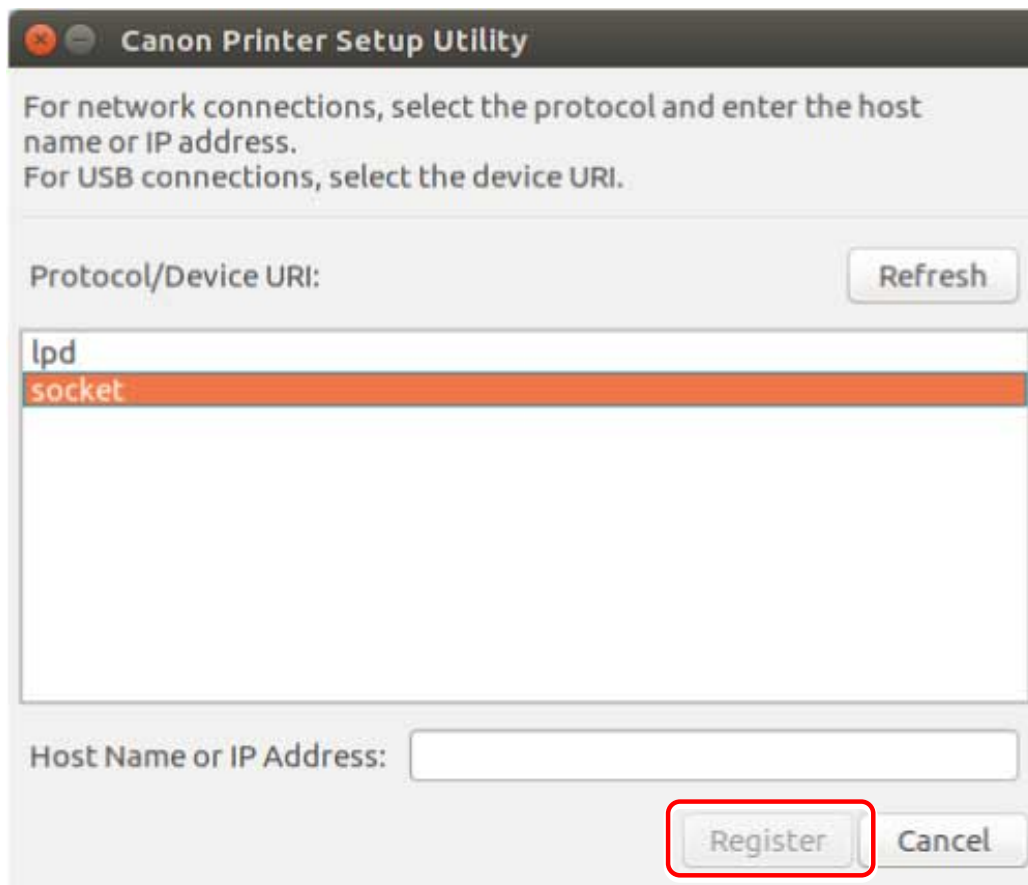 Canon Printer Setup Utility
For network connections, select the protocol and enter the host
name or IP address.
For USB connections, select the device URI.
Protocol/Device URI:
Refresh
lpd
socket
Host Name or IP Address:
Register
Cancel